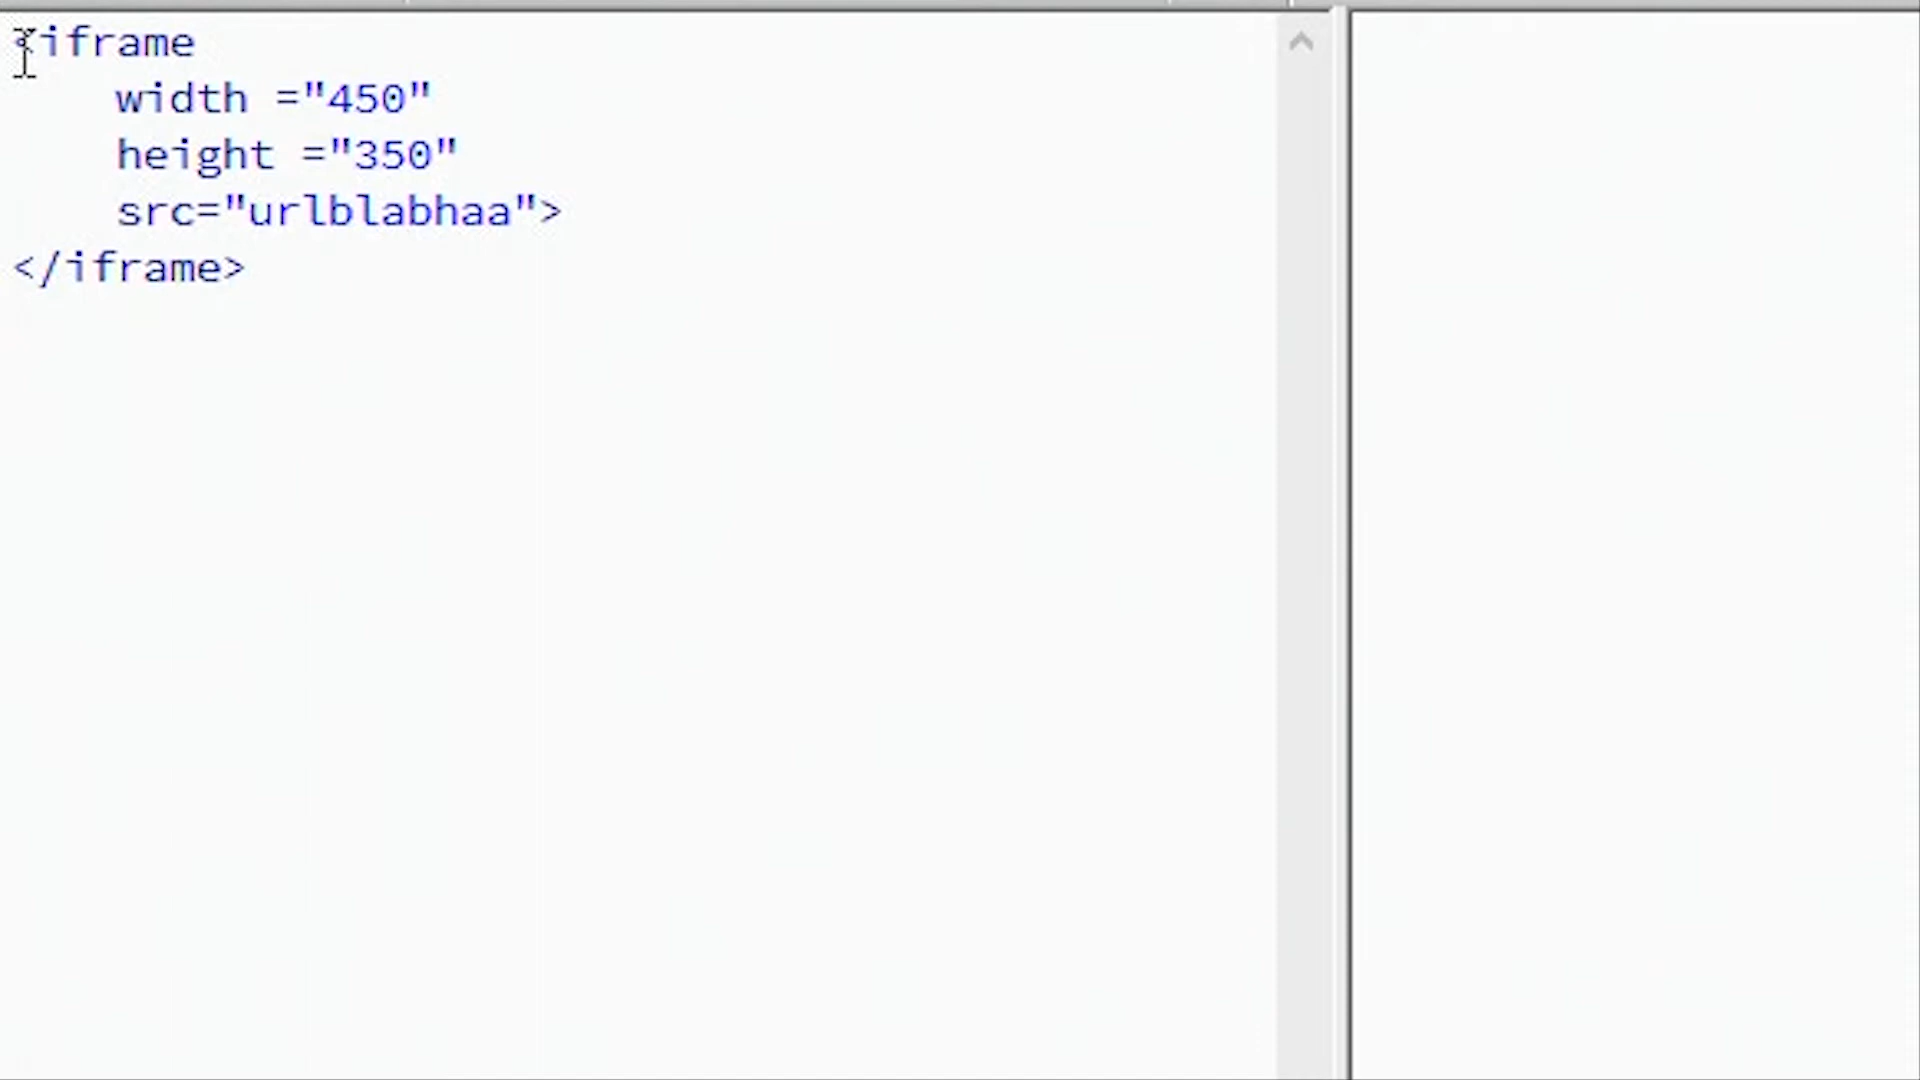 <iframe
width ="450"
height ="350"
src="urlblabhaa">
</iframe>